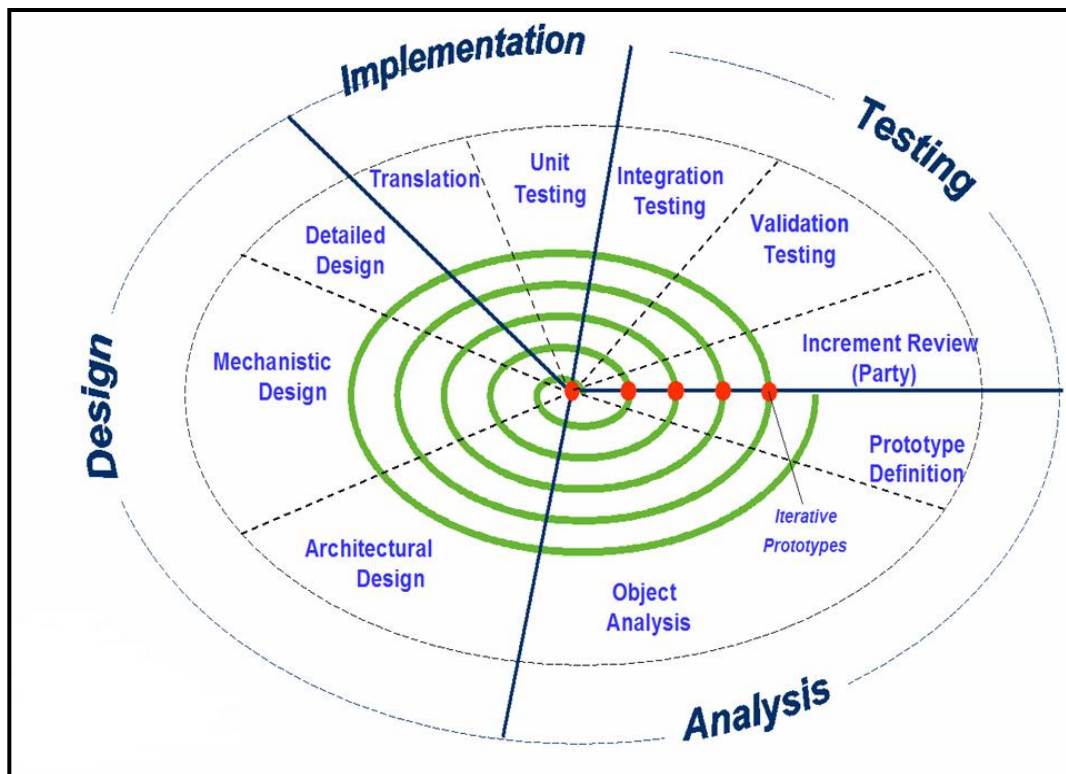 Implementation
Testing
Translation
Unit
Testing
Integration
Testing
Validation
Testing
Detailed
Design
Design
Mechanistic
Design
Increment Review
(Party)
Prototype
Definition
Iterative
Prototypes
Architectural
Design
Object
Analysis
Analysis